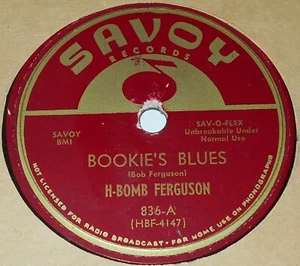 SAVOY
RECORDS
SAVOY
BMI
SAV-O-FLEX
Unbreakable Under
Normal Use
BOOKIE'S BLUES
(Bob Ferguson)
H-BOMB FERGUSON
836-A
(HBF-4147)
NOT LICENSED FOR RADIO BROADCAST • FOR HOME USE ON PHONOGRAPHS